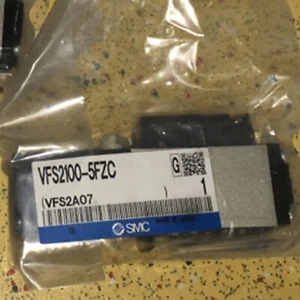 VFS2100-5FZC
G
(VFS2A07 ) 1
SMC